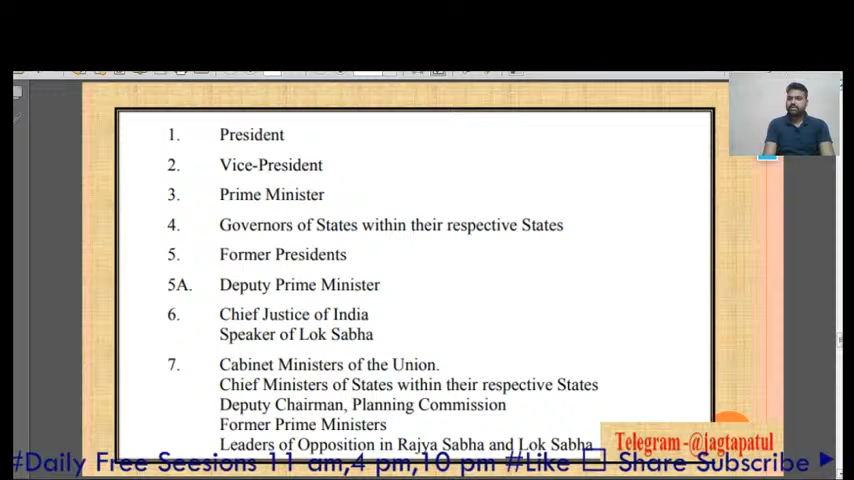 1. President
2. Vice-President
3. Prime Minister
4. Governors of States within their respective States
5. Former Presidents
5A. Deputy Prime Minister
6. Chief Justice of India
Speaker of Lok Sabha
7. Cabinet Ministers of the Union.
Chief Ministers of States within their respective States
Deputy Chairman, Planning Commission
Former Prime Ministers
Leaders of Opposition in Rajya Sabha and Lok Sabha
Telegram -@jagtapatul
#Daily Free Seesions 11 am,4 pm,10 pm #Like □ Share Subscribe